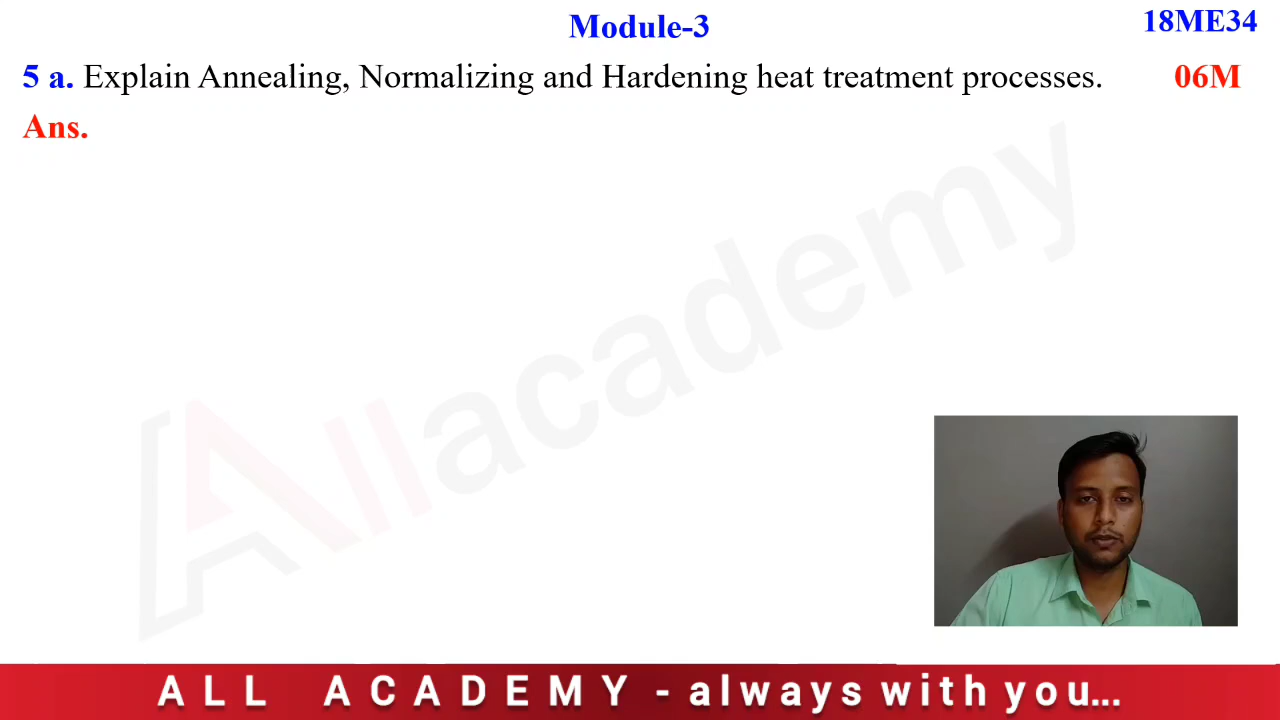 Module-3
18ME34
5 a. Explain Annealing, Normalizing and Hardening heat treatment processes. 06M
Ans.
Allacademy
ALL ACADEMY - always with you...